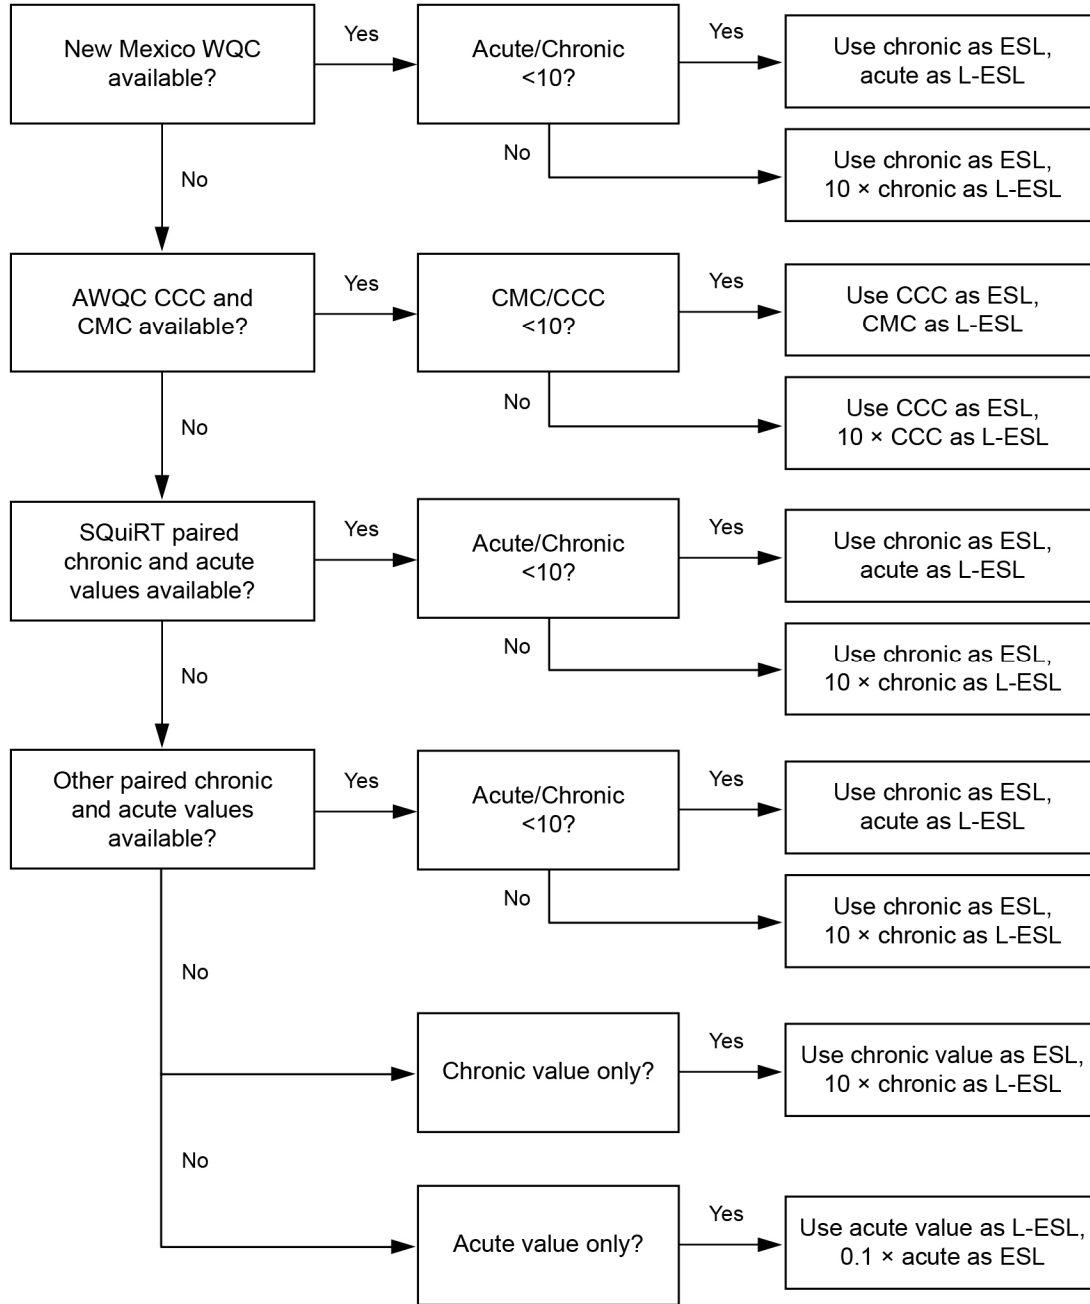 New Mexico WQC
available?
Yes
Acute/Chronic
<10?
Yes
Use chronic as ESL,
acute as L-ESL
No
Use chronic as ESL,
10 × chronic as L-ESL
No
AWQC CCC and
CMC available?
Yes
CMC/CCC
<10?
Yes
Use CCC as ESL,
CMC as L-ESL
No
Use CCC as ESL,
10 × CCC as L-ESL
No
SQuiRT paired
chronic and acute
values available?
Yes
Acute/Chronic
<10?
Yes
Use chronic as ESL,
acute as L-ESL
No
Use chronic as ESL,
10 × chronic as L-ESL
No
Other paired chronic
and acute values
available?
Yes
Acute/Chronic
<10?
Yes
Use chronic as ESL,
acute as L-ESL
No
Use chronic as ESL,
10 × chronic as L-ESL
No
Chronic value only?
Yes
Use chronic value as ESL,
10 × chronic as L-ESL
No
Acute value only?
Yes
Use acute value as L-ESL,
0.1 × acute as ESL